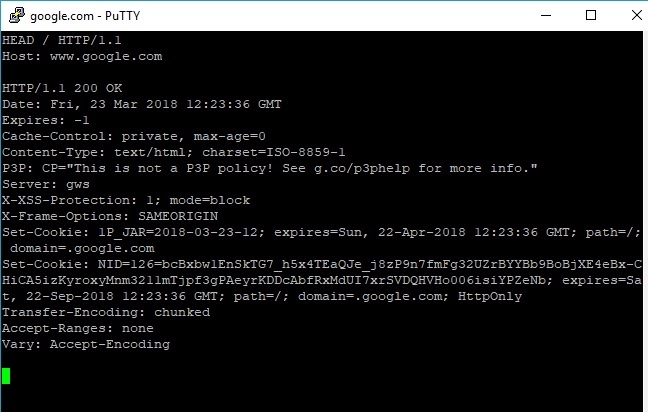 google.com - PuTTY
HEAD / HTTP/1.1
Host: www.google.com
HTTP/1.1 200 OK
Date: Fri, 23 Mar 2018 12:23:36 GMT
Expires: -1
Cache-Control: private, max-age=0
Content-Type: text/html; charset=ISO-8859-1
P3P: CP="This is not a P3P policy! See g.co/p3phelp for more info."
Server: gws
X-XSS-Protection: 1; mode=block
X-Frame-Options: SAMEORIGIN
Set-Cookie: 1P_JAR=2018-03-23-12; expires=Sun, 22-Apr-2018 12:23:36 GMT; path=/;
 domain=.google.com
Set-Cookie: NID=126=bcBxbw1EnSkTG7_h5x4TEaQJe_j8zP9n7fmFg32UZrBYYBb9BoBjXE4eBx-C
HiCA5izKyroxyMnm3211mTjpf3gPAeyrKDDcAbfRxMdUI7xrSVDQHVHo006isiYPZeNb; expires=Sa
t, 22-Sep-2018 12:23:36 GMT; path=/; domain=.google.com; HttpOnly
Transfer-Encoding: chunked
Accept-Ranges: none
Vary: Accept-Encoding